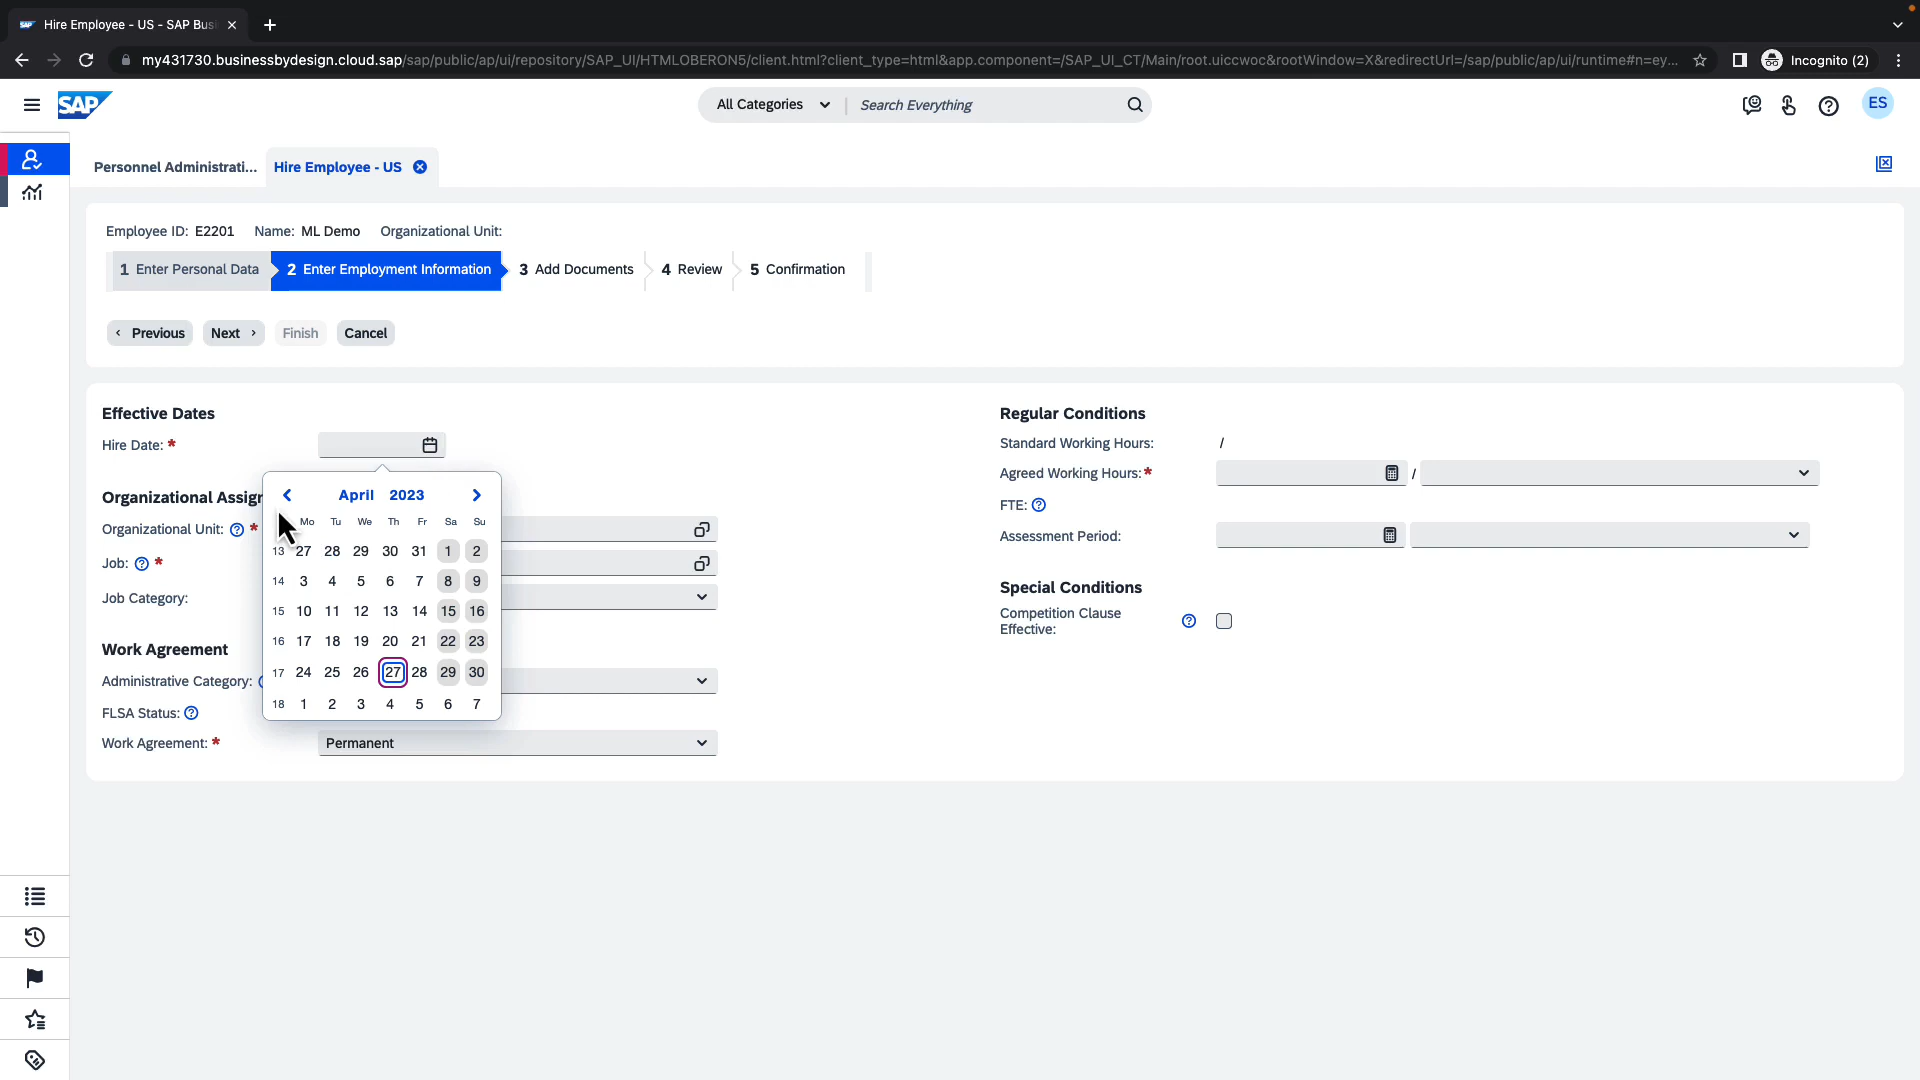 SAP Hire Employee - US - SAP Bus
my431730.businessbydesign.cloud.sap/sap/public/ap/ui/repository/SAP_UI/HTMLOBERON5/client.html?client_type=html&app.component=/SAP_UI_CT/Main/root.uiccwoc&rootWindow=X&redirectUrl=/sap/public/ap/ui/runtime#n=ey... Incognito (2)
SAP All Categories Search Everything ES
Personnel Administrati... Hire Employee - US
Employee ID: E2201 Name: ML Demo Organizational Unit:
1 Enter Personal Data 2 Enter Employment Information 3 Add Documents 4 Review 5 Confirmation
Previous Next Finish Cancel
Effective Dates
Hire Date: *
April 2023
Mo Tu We Th Fr Sa Su
13 27 28 29 30 31 1 2
14 3 4 5 6 7 8 9
15 10 11 12 13 14 15 16
16 17 18 19 20 21 22 23
17 24 25 26 27 28 29 30
18 1 2 3 4 5 6 7
Organizational Assign
Organizational Unit: *
Job: *
Job Category:
Work Agreement
Administrative Category:
FLSA Status:
Work Agreement: * Permanent
Regular Conditions
Standard Working Hours: /
Agreed Working Hours:* /
FTE:
Assessment Period:
Special Conditions
Competition Clause
Effective: